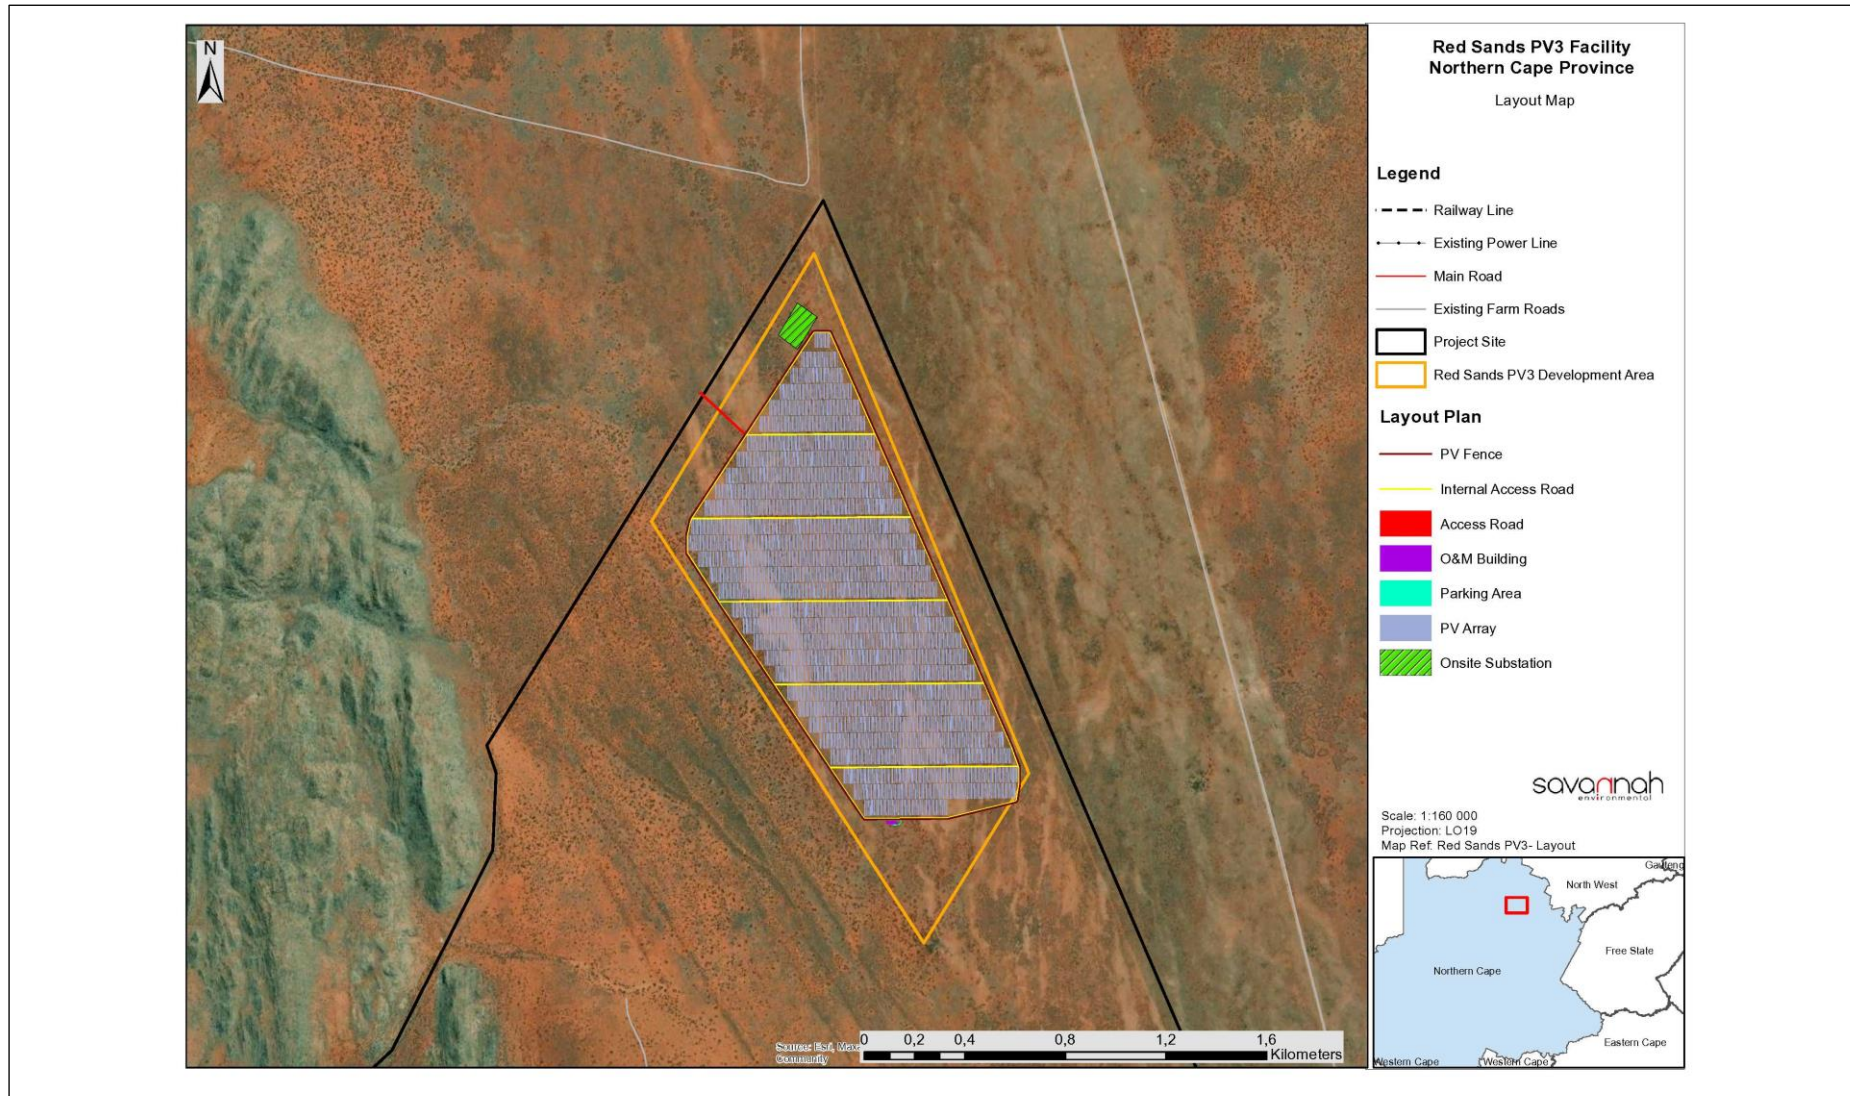 N
Red Sands PV3 Facility
Northern Cape Province
Layout Map
Legend
Railway Line
Existing Power Line
Main Road
Existing Farm Roads
Project Site
Red Sands PV3 Development Area
Layout Plan
PV Fence
Internal Access Road
Access Road
O&M Building
Parking Area
PV Array
Onsite Substation
savannah
environmental
Scale: 1:160 000
Projection: LO19
Map Ref: Red Sands PV3- Layout
Gauteng
North West
Free State
Northern Cape
Eastern Cape
Western Cape
Western Cape
Source: Esri,
Community
0 0,2 0,4 0,8 1,2 1,6
Kilometers